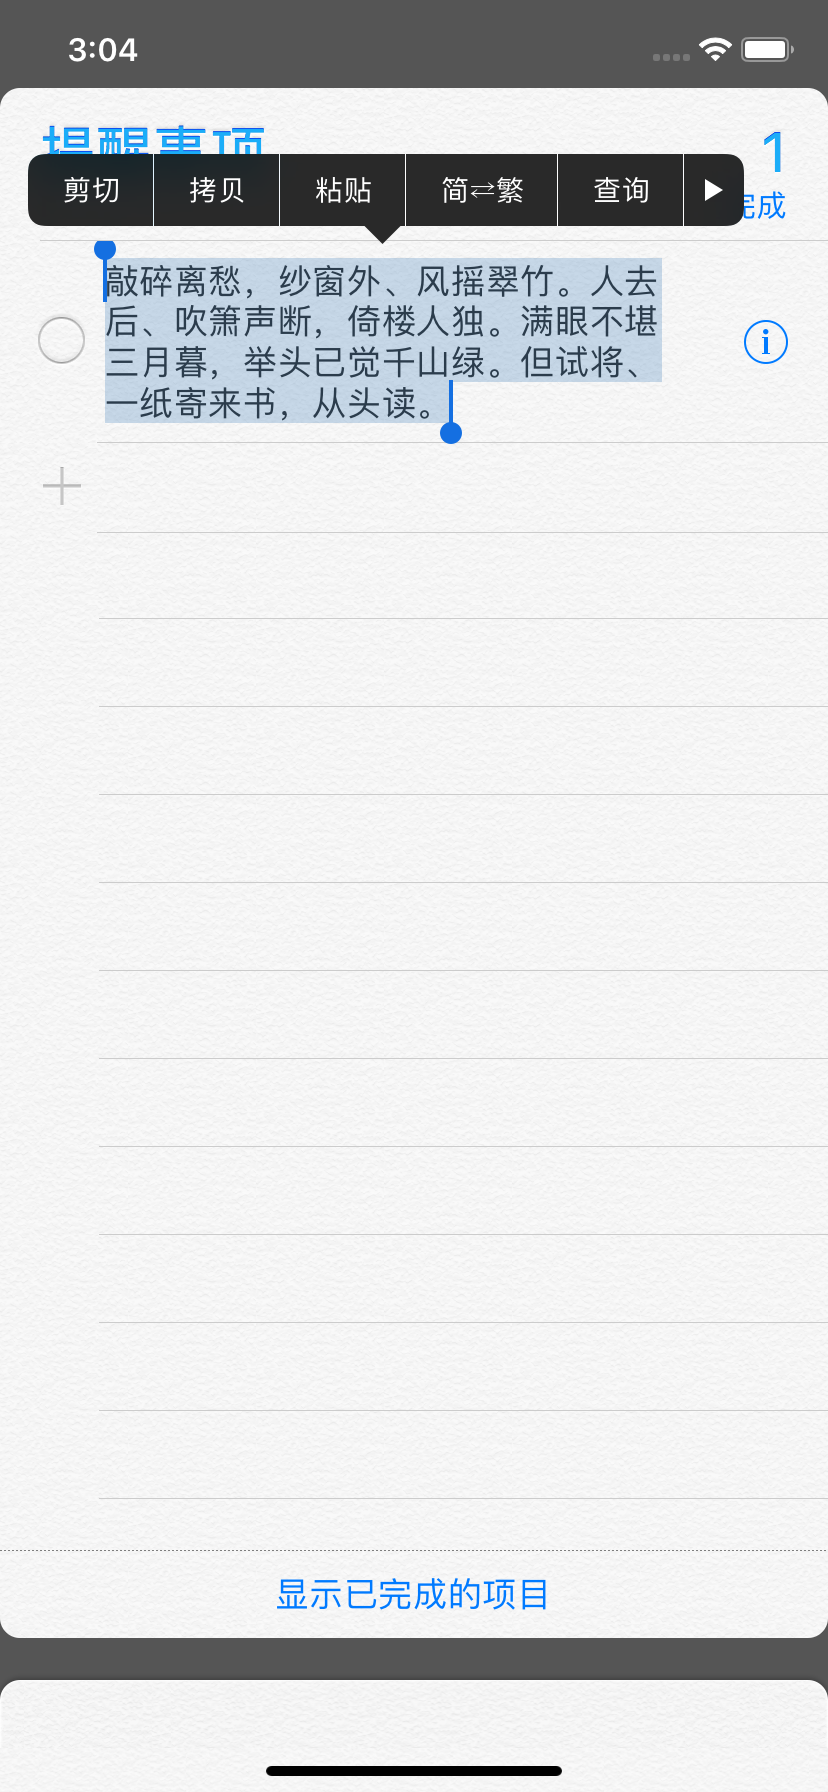 3:04
提醒事项
1
完成
剪切 拷贝 粘贴 简⇌繁 查询
敲碎离愁，纱窗外、风摇翠竹。人去
后、吹箫声断，倚楼人独。满眼不堪
三月暮，举头已觉千山绿。但试将、
一纸寄来书，从头读。
显示已完成的项目